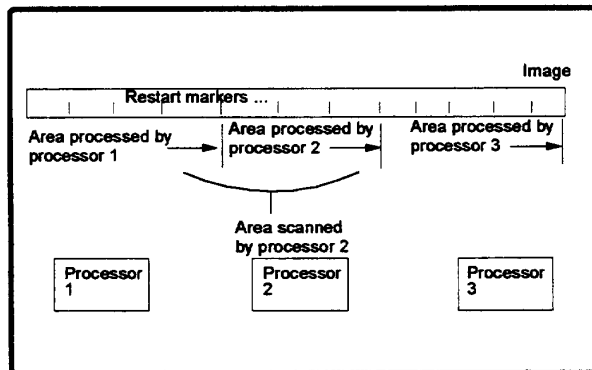 Image
Restart markers ...
Area processed by
processor 1
Area processed by
processor 2
Area processed by
processor 3
Area scanned
by processor 2
Processor
1
Processor
2
Processor
3